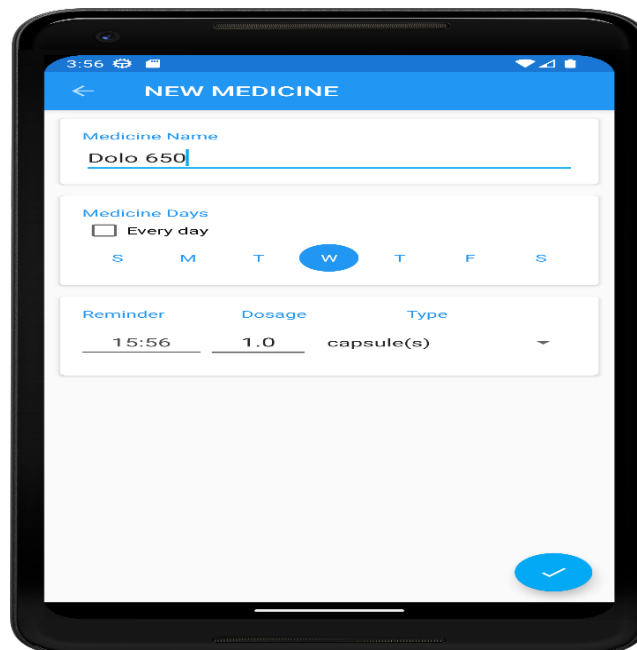 3:56
NEW MEDICINE
Medicine Name
Dolo 650
Medicine Days
Every day
S M T W T F S
Reminder Dosage Type
15:56 1.0 capsule(s)